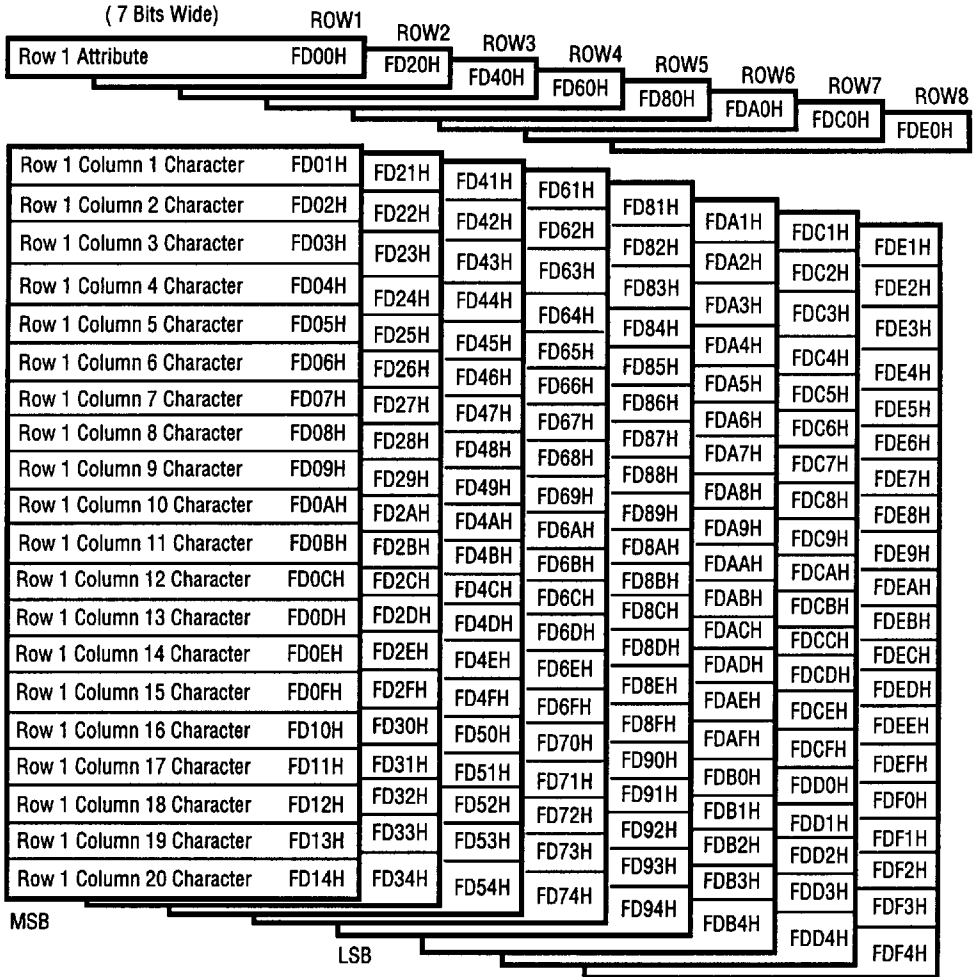 ( 7 Bits Wide)
ROW1 ROW2 ROW3 ROW4 ROW5 ROW6 ROW7 ROW8
Row 1 Attribute FD00H FD20H FD40H FD60H FD80H FDA0H FDC0H FDE0H
Row 1 Column 1 Character FD01H FD21H FD41H FD61H FD81H FDA1H FDC1H FDE1H
Row 1 Column 2 Character FD02H FD22H FD42H FD62H FD82H FDA2H FDC2H FDE2H
Row 1 Column 3 Character FD03H FD23H FD43H FD63H FD83H FDA3H FDC3H FDE3H
Row 1 Column 4 Character FD04H FD24H FD44H FD64H FD84H FDA4H FDC4H FDE4H
Row 1 Column 5 Character FD05H FD25H FD45H FD65H FD85H FDA5H FDC5H FDE5H
Row 1 Column 6 Character FD06H FD26H FD46H FD66H FD86H FDA6H FDC6H FDE6H
Row 1 Column 7 Character FD07H FD27H FD47H FD67H FD87H FDA7H FDC7H FDE7H
Row 1 Column 8 Character FD08H FD28H FD48H FD68H FD88H FDA8H FDC8H FDE8H
Row 1 Column 9 Character FD09H FD29H FD49H FD69H FD89H FDA9H FDC9H FDE9H
Row 1 Column 10 Character FD0AH FD2AH FD4AH FD6AH FD8AH FDAAH FDCAH FDEAH
Row 1 Column 11 Character FD0BH FD2BH FD4BH FD6BH FD8BH FDABH FDCBH FDEBH
Row 1 Column 12 Character FD0CH FD2CH FD4CH FD6CH FD8CH FDACH FDCCH FDECH
Row 1 Column 13 Character FD0DH FD2DH FD4DH FD6DH FD8DH FDADH FDCDH FDEDH
Row 1 Column 14 Character FD0EH FD2EH FD4EH FD6EH FD8EH FDAEH FDCEH FDEEH
Row 1 Column 15 Character FD0FH FD2FH FD4FH FD6FH FD8FH FDAFH FDCFH FDEFH
Row 1 Column 16 Character FD10H FD30H FD50H FD70H FD90H FDB0H FDD0H FDF0H
Row 1 Column 17 Character FD11H FD31H FD51H FD71H FD91H FDB1H FDD1H FDF1H
Row 1 Column 18 Character FD12H FD32H FD52H FD72H FD92H FDB2H FDD2H FDF2H
Row 1 Column 19 Character FD13H FD33H FD53H FD73H FD93H FDB3H FDD3H FDF3H
Row 1 Column 20 Character FD14H FD34H FD54H FD74H FD94H FDB4H FDD4H FDF4H
MSB
LSB